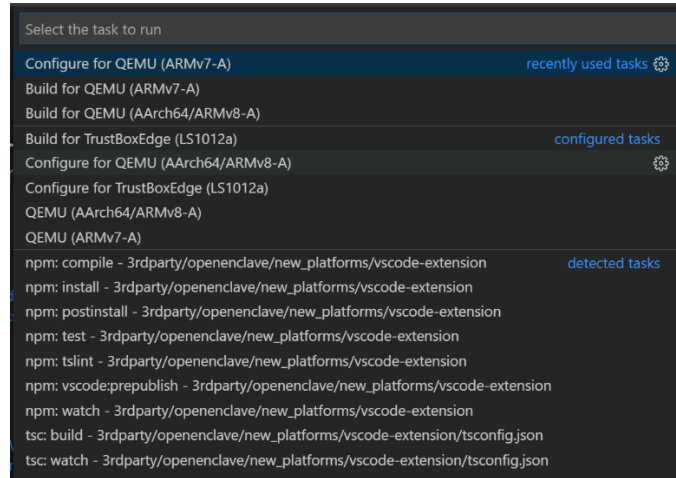 Select the task to run
Configure for QEMU (ARMv7-A) recently used tasks
Build for QEMU (ARMv7-A)
Build for QEMU (AArch64/ARMv8-A)
Build for TrustBoxEdge (LS1012a) configured tasks
Configure for QEMU (AArch64/ARMv8-A)
Configure for TrustBoxEdge (LS1012a)
QEMU (AArch64/ARMv8-A)
QEMU (ARMv7-A)
npm: compile - 3rdparty/openenclave/new_platforms/vscode-extension detected tasks
npm: install - 3rdparty/openenclave/new_platforms/vscode-extension
npm: postinstall - 3rdparty/openenclave/new_platforms/vscode-extension
npm: test - 3rdparty/openenclave/new_platforms/vscode-extension
npm: tslint - 3rdparty/openenclave/new_platforms/vscode-extension
npm: vscode:prepublish - 3rdparty/openenclave/new_platforms/vscode-extension
npm: watch - 3rdparty/openenclave/new_platforms/vscode-extension
tsc: build - 3rdparty/openenclave/new_platforms/vscode-extension/tsconfig.json
tsc: watch - 3rdparty/openenclave/new_platforms/vscode-extension/tsconfig.json